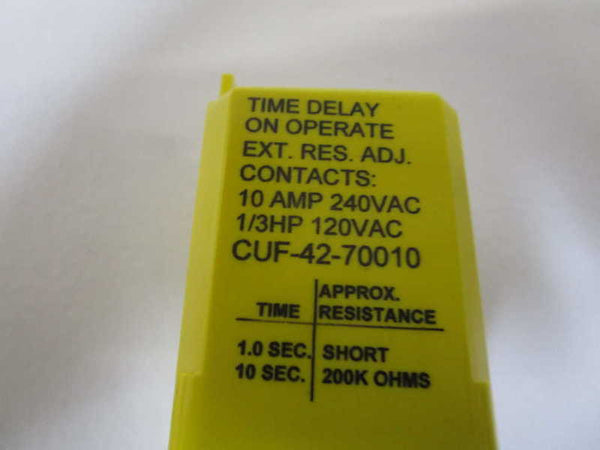 TIME DELAY
ON OPERATE
EXT. RES. ADJ.
CONTACTS:
10 AMP 240VAC
1/3HP 120VAC
CUF-42-70010
APPROX.
TIME RESISTANCE
1.0 SEC. SHORT
10 SEC. 200K OHMS